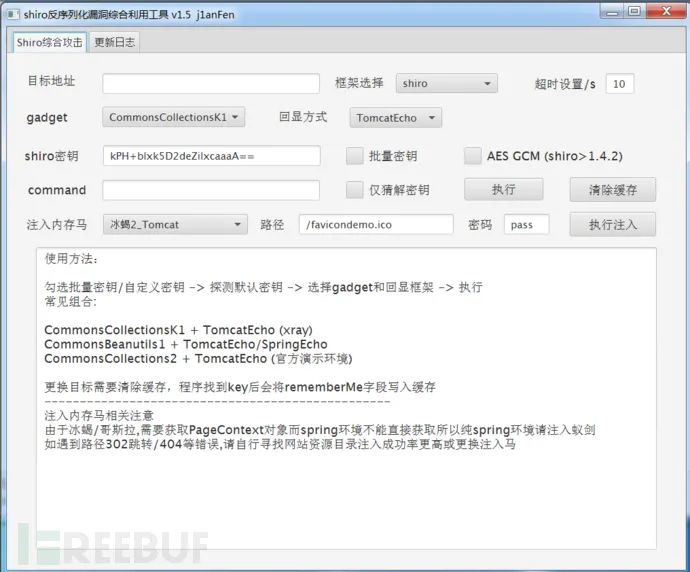 shiro反序列化漏洞综合利用工具 v1.5 j1anFen
Shiro综合攻击 更新日志
目标地址 框架选择 shiro 超时设置/s 10
gadget CommonsCollectionsK1 回显方式 TomcatEcho
shiro密钥 kPH+bIxk5D2deZiIxcaaaA== 批量密钥 AES GCM (shiro>1.4.2)
command 仅猜解密钥 执行 清除缓存
注入内存马 冰蝎2_Tomcat 路径 /favicondemo.ico 密码 pass 执行注入
使用方法：
勾选批量密钥/自定义密钥 -> 探测默认密钥 -> 选择gadget和回显框架 -> 执行
常见组合:
CommonsCollectionsK1 + TomcatEcho (xray)
CommonsBeanutils1 + TomcatEcho/SpringEcho
CommonsCollections2 + TomcatEcho (官方演示环境)
更换目标需要清除缓存，程序找到key后会将rememberMe字段写入缓存
------------------------------------------------
注入内存马相关注意
由于冰蝎/哥斯拉,需要获取PageContext对象而spring环境不能直接获取所以纯spring环境请注入蚁剑
如遇到路径302跳转/404等错误,请自行寻找网站资源目录注入成功率更高或更换注入马
FREEBUF